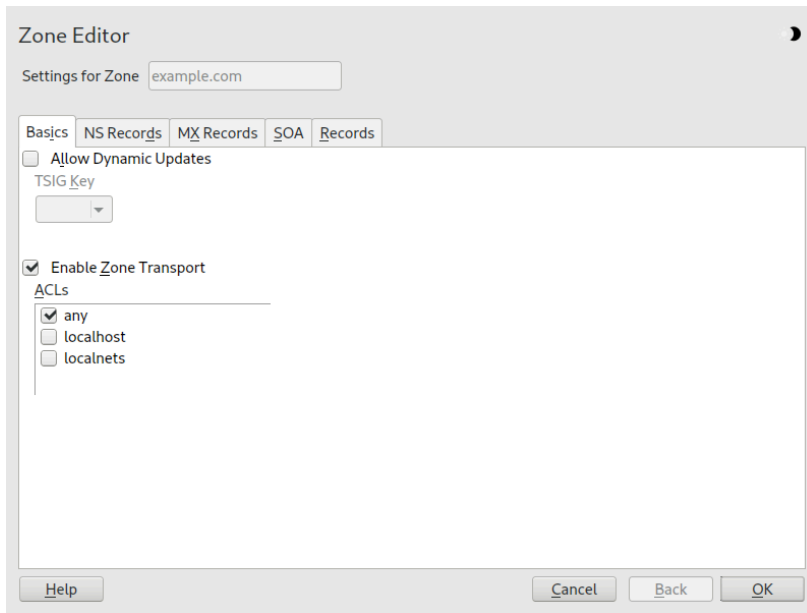 Zone Editor
Settings for Zone example.com
Basics NS Records MX Records SOA Records
Allow Dynamic Updates
TSIG Key
Enable Zone Transport
ACLs
any
localhost
localnets
Help Cancel Back OK